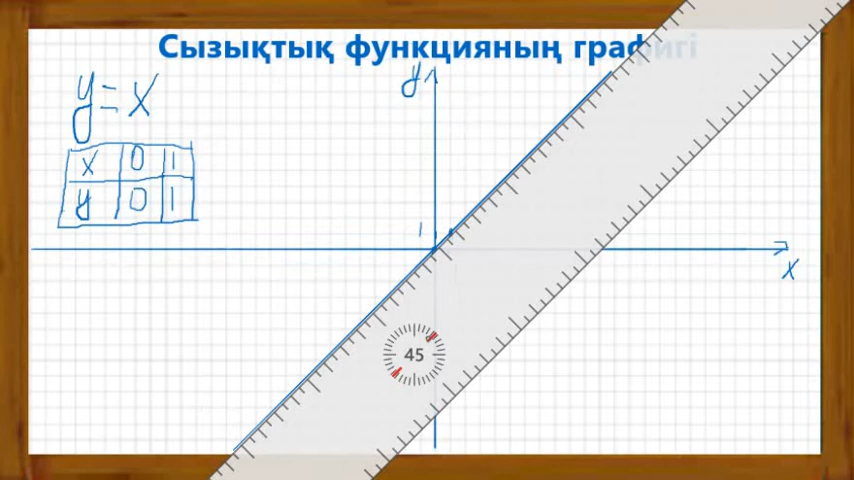 Сызықтық функцияның графигі
y = x
x 0 1
y 0 1
y
1
x
45